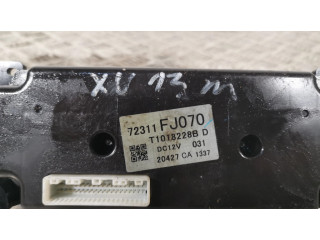 XV 13 m
72311 FJ070
T1018228B D
DC12V 031
20427 CA 1337